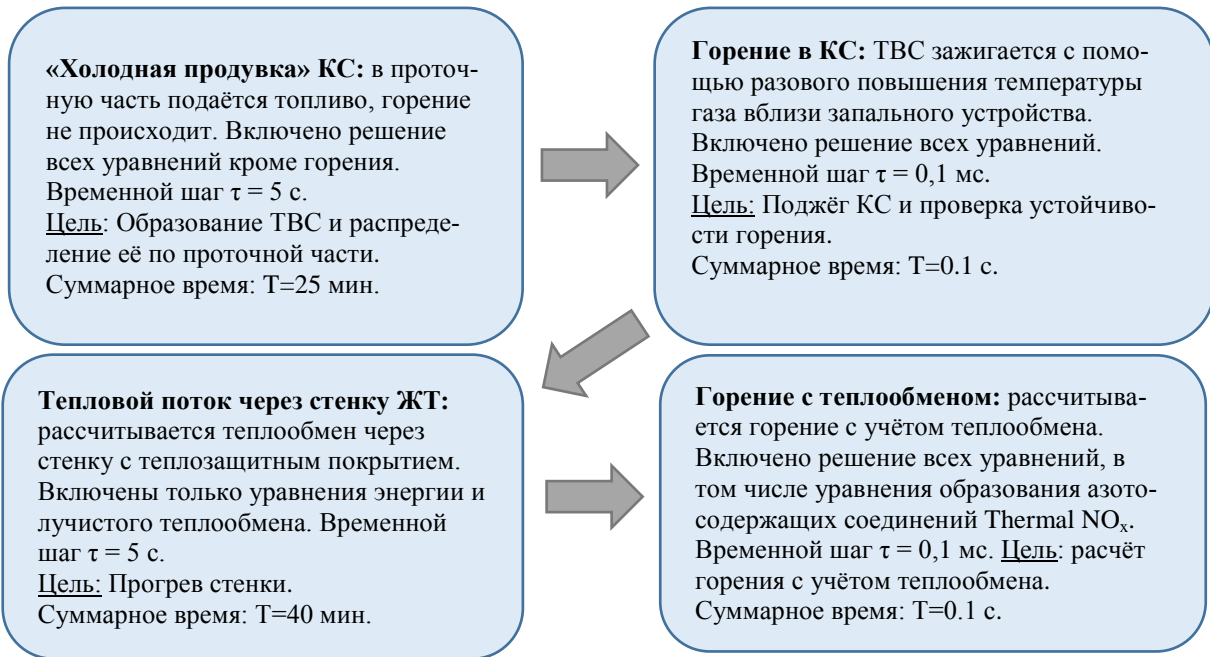 «Холодная продувка» КС: в проточ-
ную часть подаётся топливо, горение
не происходит. Включено решение
всех уравнений кроме горения.
Временной шаг τ = 5 с.
Цель: Образование ТВС и распреде-
ление её по проточной части.
Суммарное время: Т=25 мин.
Горение в КС: ТВС зажигается с помо-
щью разового повышения температуры
газа вблизи запального устройства.
Включено решение всех уравнений.
Временной шаг τ = 0,1 мс.
Цель: Поджёг КС и проверка устойчиво-
сти горения.
Суммарное время: Т=0.1 с.
Тепловой поток через стенку ЖТ:
рассчитывается теплообмен через
стенку с теплозащитным покрытием.
Включены только уравнения энергии и
лучистого теплообмена. Временной
шаг τ = 5 с.
Цель: Прогрев стенки.
Суммарное время: Т=40 мин.
Горение с теплообменом: рассчитыва-
ется горение с учётом теплообмена.
Включено решение всех уравнений, в
том числе уравнения образования азото-
содержащих соединений Thermal NOx.
Временной шаг τ = 0,1 мс. Цель: расчёт
горения с учётом теплообмена.
Суммарное время: Т=0.1 с.